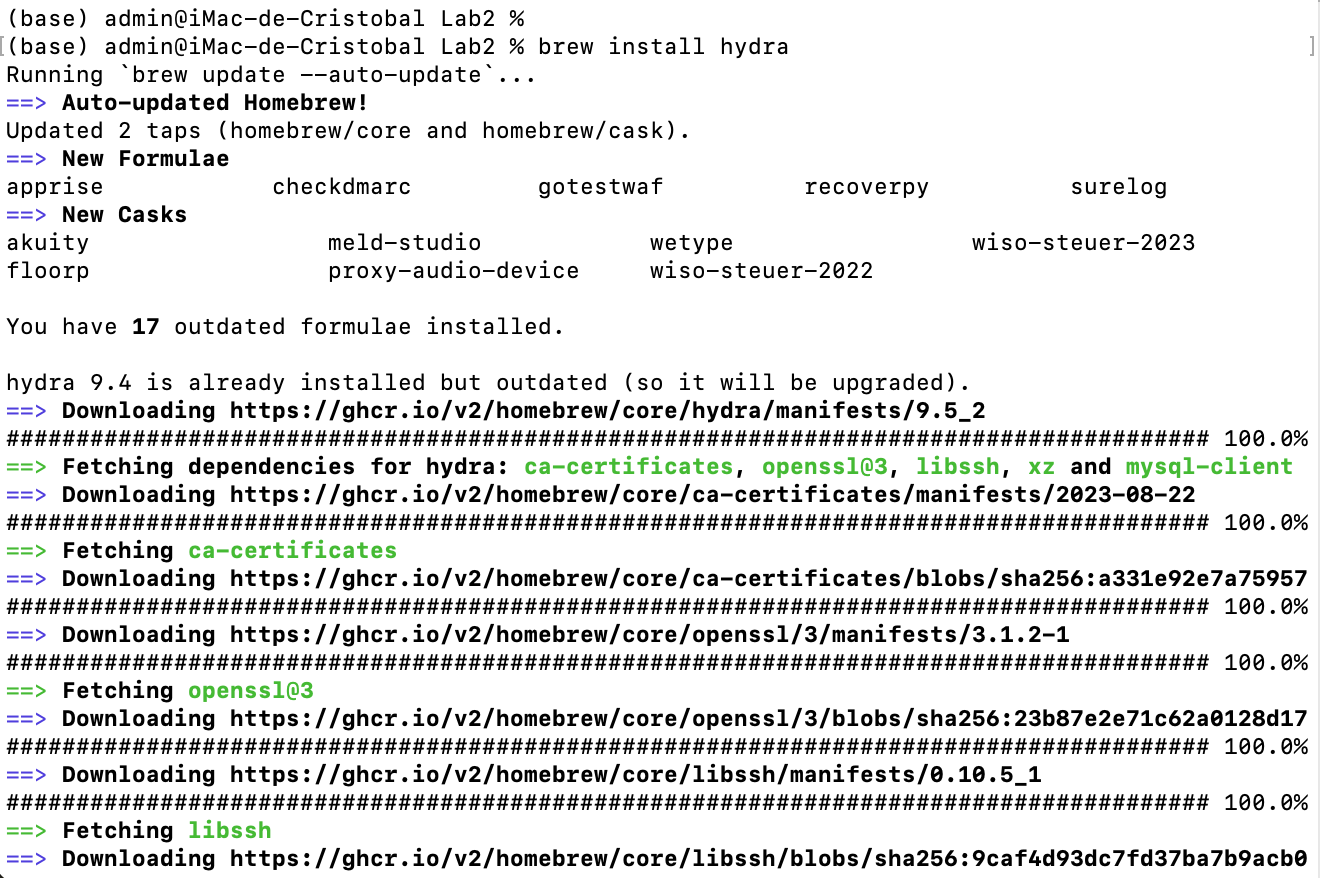 (base) admin@iMac-de-Cristobal Lab2 %
[(base) admin@iMac-de-Cristobal Lab2 % brew install hydra ]
Running `brew update --auto-update`...
==> Auto-updated Homebrew!
Updated 2 taps (homebrew/core and homebrew/cask).
==> New Formulae
apprise checkdmarc gotestwaf recoverpy surelog
==> New Casks
akuity meld-studio wetype wiso-steuer-2023
floorp proxy-audio-device wiso-steuer-2022
You have 17 outdated formulae installed.
hydra 9.4 is already installed but outdated (so it will be upgraded).
==> Downloading https://ghcr.io/v2/homebrew/core/hydra/manifests/9.5_2
###################################################################################### 100.0%
==> Fetching dependencies for hydra: ca-certificates, openssl@3, libssh, xz and mysql-client
==> Downloading https://ghcr.io/v2/homebrew/core/ca-certificates/manifests/2023-08-22
###################################################################################### 100.0%
==> Fetching ca-certificates
==> Downloading https://ghcr.io/v2/homebrew/core/ca-certificates/blobs/sha256:a331e92e7a75957
###################################################################################### 100.0%
==> Downloading https://ghcr.io/v2/homebrew/core/openssl/3/manifests/3.1.2-1
###################################################################################### 100.0%
==> Fetching openssl@3
==> Downloading https://ghcr.io/v2/homebrew/core/openssl/3/blobs/sha256:23b87e2e71c62a0128d17
###################################################################################### 100.0%
==> Downloading https://ghcr.io/v2/homebrew/core/libssh/manifests/0.10.5_1
###################################################################################### 100.0%
==> Fetching libssh
==> Downloading https://ghcr.io/v2/homebrew/core/libssh/blobs/sha256:9caf4d93dc7fd37ba7b9acb0